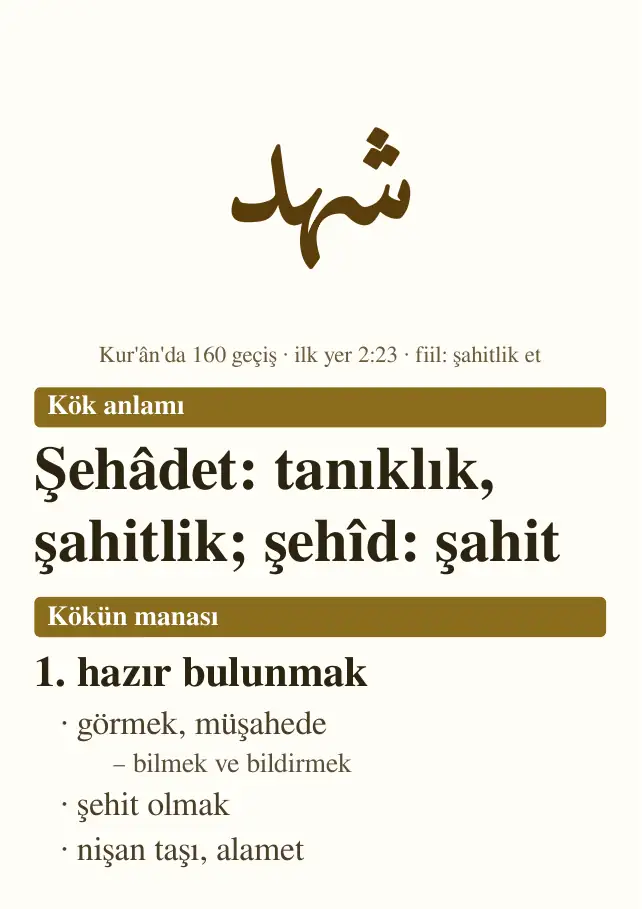 شهد
Kur'ân'da 160 geçiş · ilk yer 2:23 · fiil: şahitlik et
Kök anlamı
Şehâdet: tanıklık,
şahitlik; şehîd: şahit
Kökün manası
1. hazır bulunmak
· görmek, müşahede
– bilmek ve bildirmek
· şehit olmak
· nişan taşı, alamet